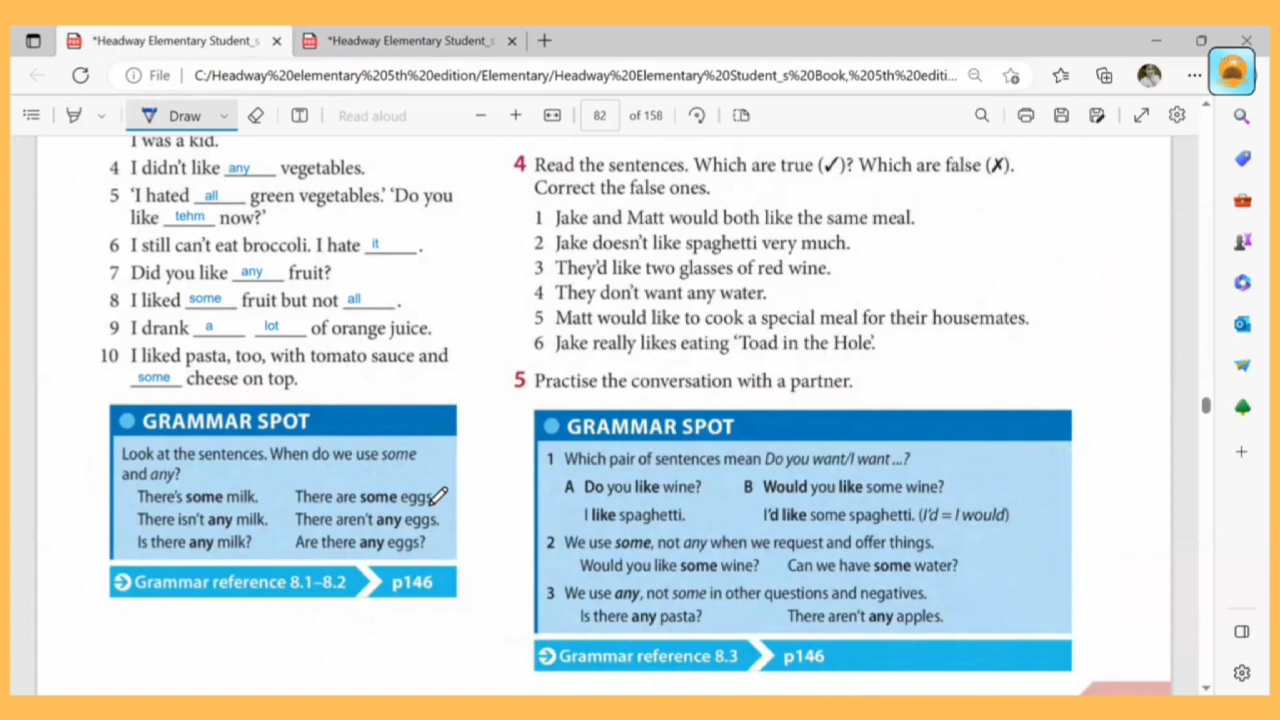 *Headway Elementary Student_s
*Headway Elementary Student_s
File
C:/Headway%20elementary%205th%20edition/Elementary/Headway%20Elementary%20Student_s%20Book,%205th%20editi...
Draw
Read aloud
82
of 158
I was a kid.
4 I didn't like any vegetables.
5 'I hated all green vegetables.' 'Do you
like tehm now?'
6 I still can't eat broccoli. I hate it .
7 Did you like any fruit?
8 I liked some fruit but not all .
9 I drank a lot of orange juice.
10 I liked pasta, too, with tomato sauce and
some cheese on top.
GRAMMAR SPOT
Look at the sentences. When do we use some
and any?
There's some milk. There are some eggs
There isn't any milk. There aren't any eggs.
Is there any milk? Are there any eggs?
Grammar reference 8.1–8.2 p146
4 Read the sentences. Which are true (✓)? Which are false (✗).
Correct the false ones.
1 Jake and Matt would both like the same meal.
2 Jake doesn't like spaghetti very much.
3 They'd like two glasses of red wine.
4 They don't want any water.
5 Matt would like to cook a special meal for their housemates.
6 Jake really likes eating 'Toad in the Hole'.
5 Practise the conversation with a partner.
GRAMMAR SPOT
1 Which pair of sentences mean Do you want/I want ...?
A Do you like wine? B Would you like some wine?
I like spaghetti. I'd like some spaghetti. (I'd = I would)
2 We use some, not any when we request and offer things.
Would you like some wine? Can we have some water?
3 We use any, not some in other questions and negatives.
Is there any pasta? There aren't any apples.
Grammar reference 8.3 p146